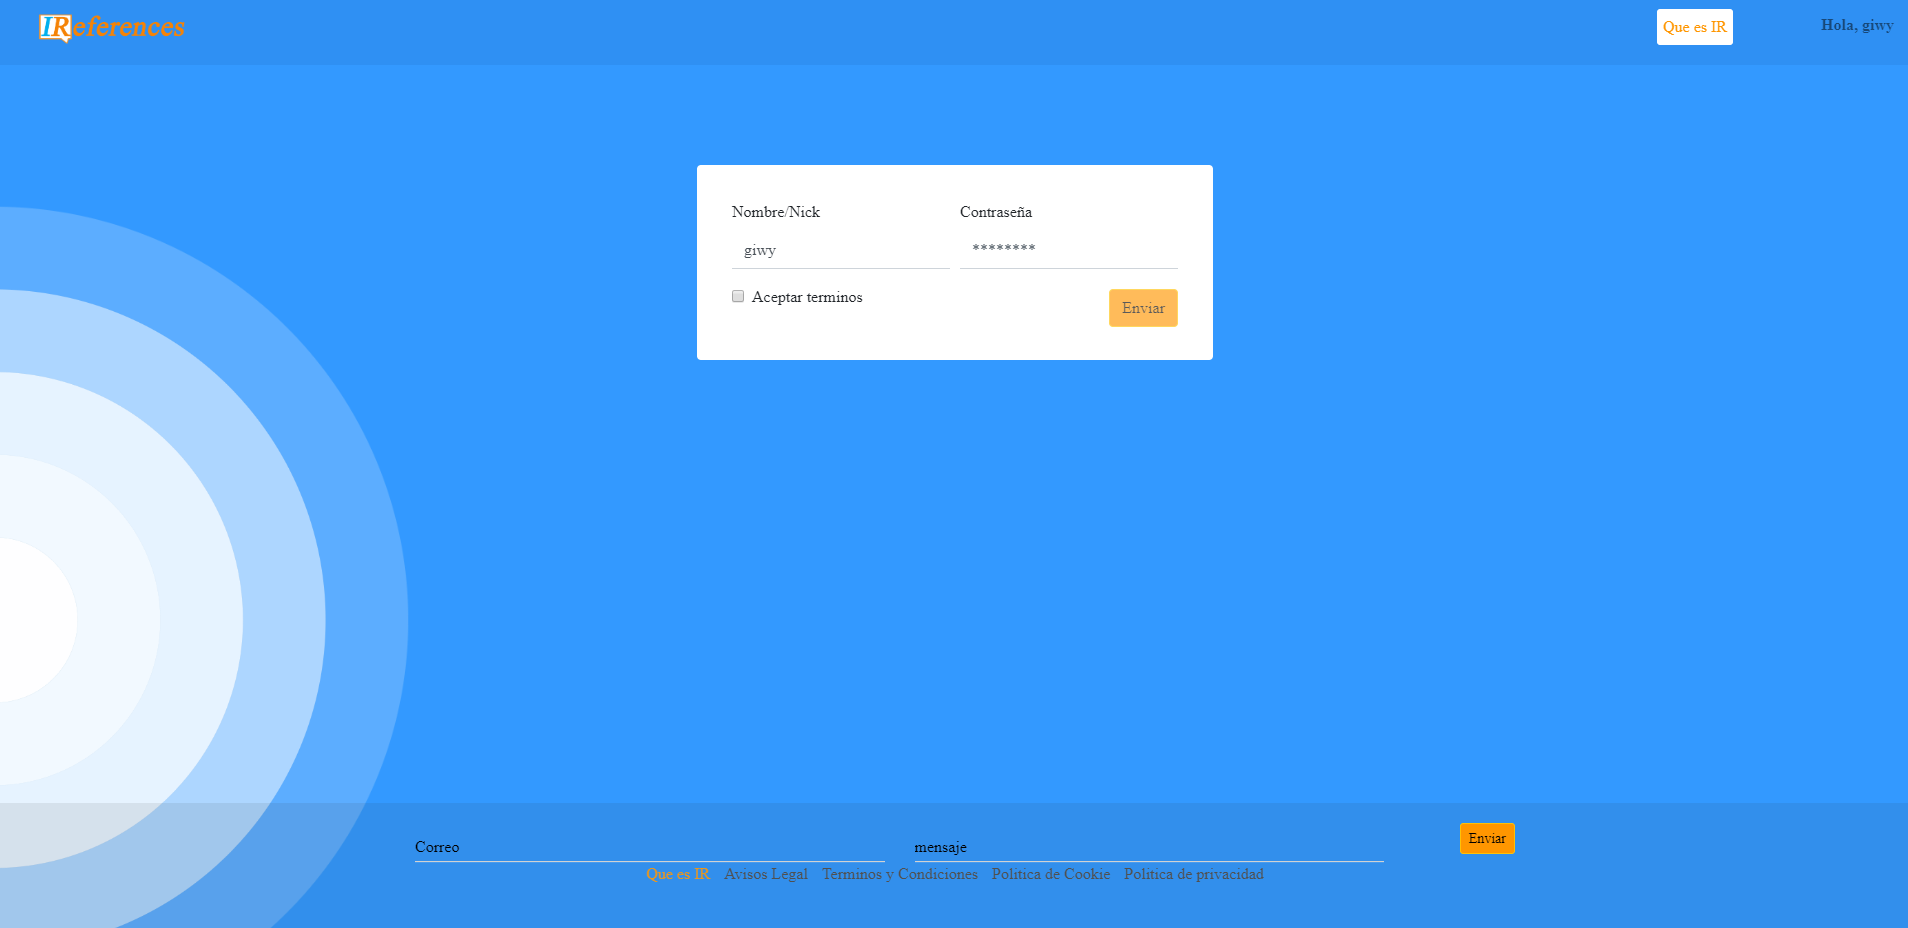 IReferences
Que es IR
Hola, giwy
Nombre/Nick
Contraseña
giwy
********
Aceptar terminos
Enviar
Correo
mensaje
Enviar
Que es IR Avisos Legal Terminos y Condiciones Politica de Cookie Politica de privacidad